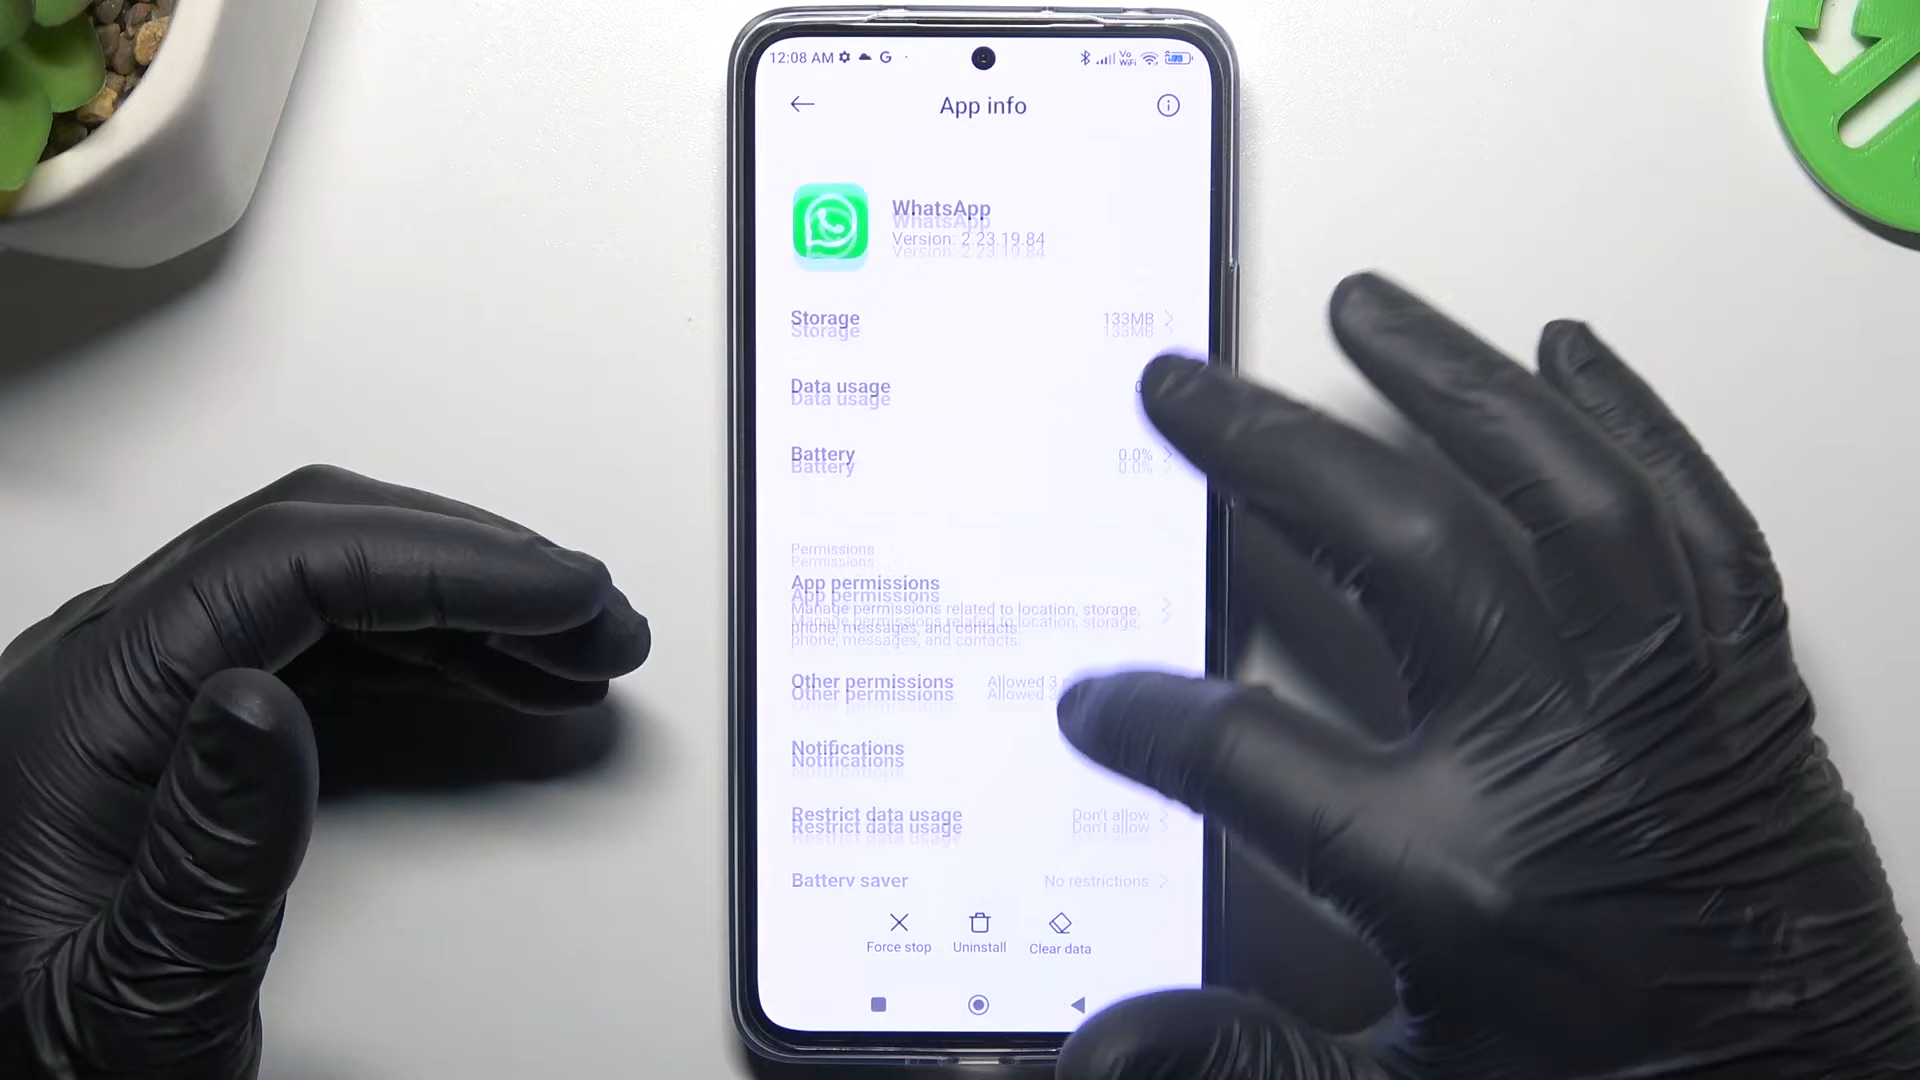 12:08 AM G
Vo
WiFi
App info
WhatsApp
Version: 2.23.19.84
Storage 133MB
Data usage
Battery 0.0%
Permissions
App permissions
Manage permissions related to location, storage,
phone, messages, and contacts.
Other permissions Allowed 3
Notifications
Restrict data usage Don't allow
Battery saver No restrictions
Force stop Uninstall Clear data